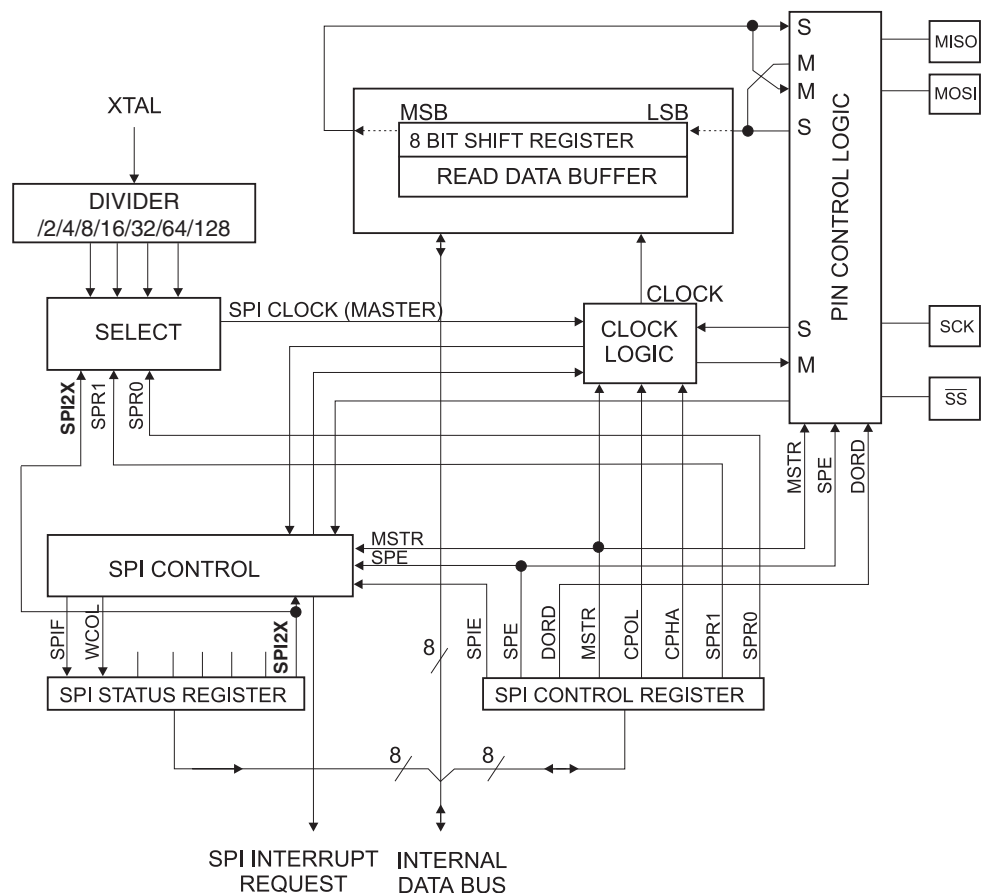 S
MISO
M
M
MOSI
XTAL
MSB
LSB
S
8 BIT SHIFT REGISTER
READ DATA BUFFER
DIVIDER
/2/4/8/16/32/64/128
PIN CONTROL LOGIC
SPI CLOCK (MASTER)
CLOCK
SELECT
CLOCK
LOGIC
S
SCK
M
SPI2X
SPR1
SPR0
SS
MSTR
SPE
DORD
MSTR
SPE
SPI CONTROL
SPIF
WCOL
SPI2X
8
SPIE
SPE
DORD
MSTR
CPOL
CPHA
SPR1
SPR0
SPI STATUS REGISTER
SPI CONTROL REGISTER
8
8
SPI INTERRUPT
REQUEST
INTERNAL
DATA BUS